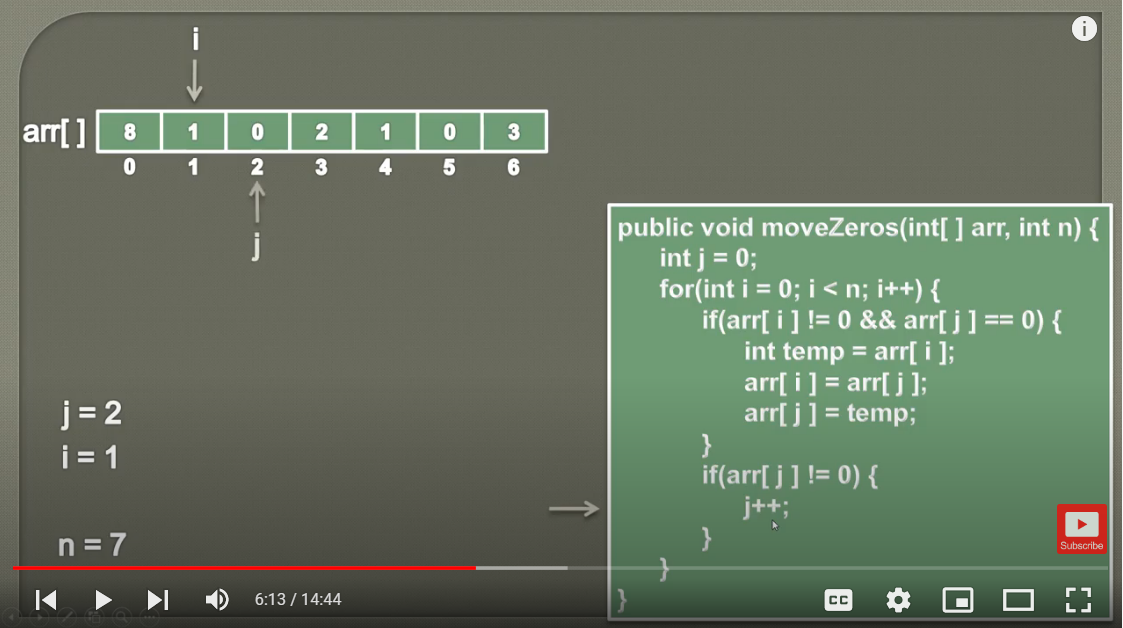 i
arr[ ] 8 1 0 2 1 0 3
0 1 2 3 4 5 6
j
public void moveZeros(int[ ] arr, int n) {
int j = 0;
for(int i = 0; i < n; i++) {
if(arr[ i ] != 0 && arr[ j ] == 0) {
int temp = arr[ i ];
arr[ i ] = arr[ j ];
arr[ j ] = temp;
}
if(arr[ j ] != 0) {
j++;
}
}
}
j = 2
i = 1
n = 7
Subscribe
6:13 / 14:44
CC